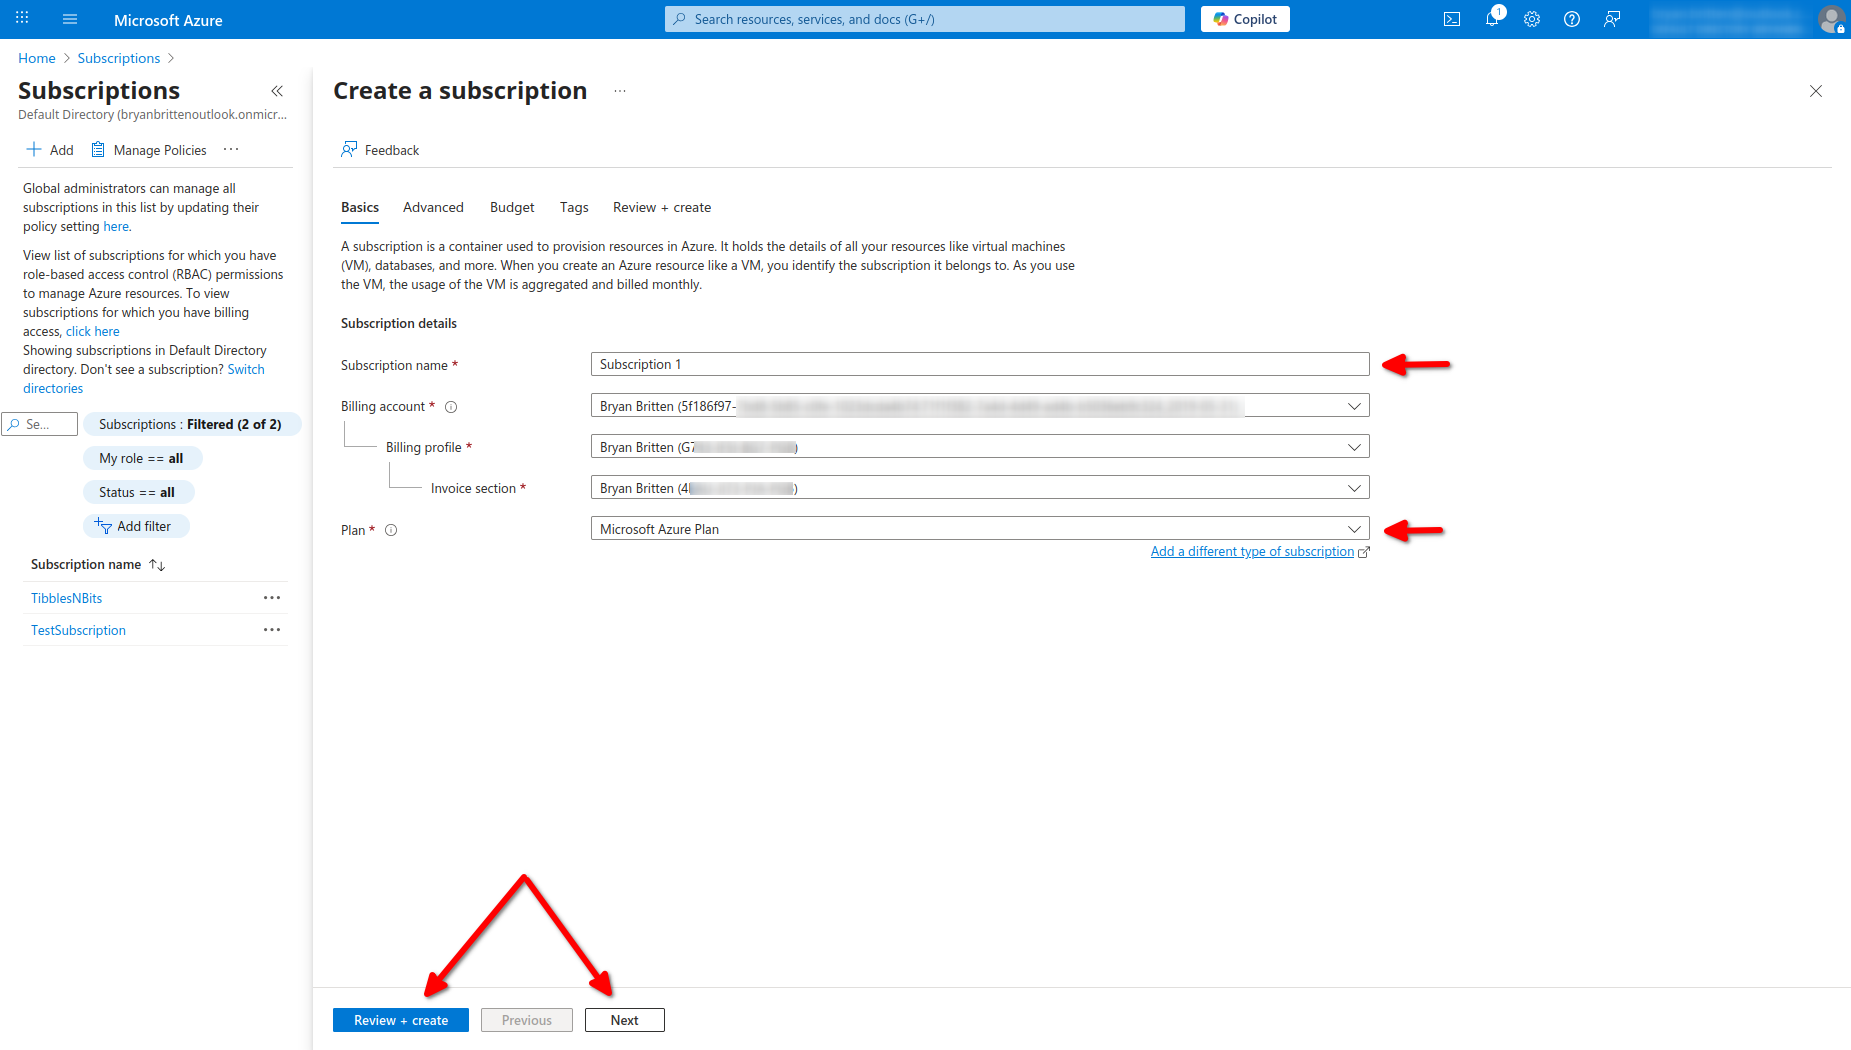 Microsoft Azure
Search resources, services, and docs (G+/)
Copilot
1
Home > Subscriptions >
Subscriptions
Default Directory (bryanbrittenoutlook.onmicr...
Add
Manage Policies
Global administrators can manage all
subscriptions in this list by updating their
policy setting here.
View list of subscriptions for which you have
role-based access control (RBAC) permissions
to manage Azure resources. To view
subscriptions for which you have billing
access, click here
Showing subscriptions in Default Directory
directory. Don't see a subscription? Switch
directories
Se...
Subscriptions : Filtered (2 of 2)
My role == all
Status == all
Add filter
Subscription name
TibblesNBits
TestSubscription
Create a subscription
Feedback
Basics
Advanced
Budget
Tags
Review + create
A subscription is a container used to provision resources in Azure. It holds the details of all your resources like virtual machines
(VM), databases, and more. When you create an Azure resource like a VM, you identify the subscription it belongs to. As you use
the VM, the usage of the VM is aggregated and billed monthly.
Subscription details
Subscription name *
Subscription 1
Billing account *
Bryan Britten (5f186f97-
Billing profile *
Bryan Britten (G7 )
Invoice section *
Bryan Britten (4 )
Plan *
Microsoft Azure Plan
Add a different type of subscription
Review + create
Previous
Next